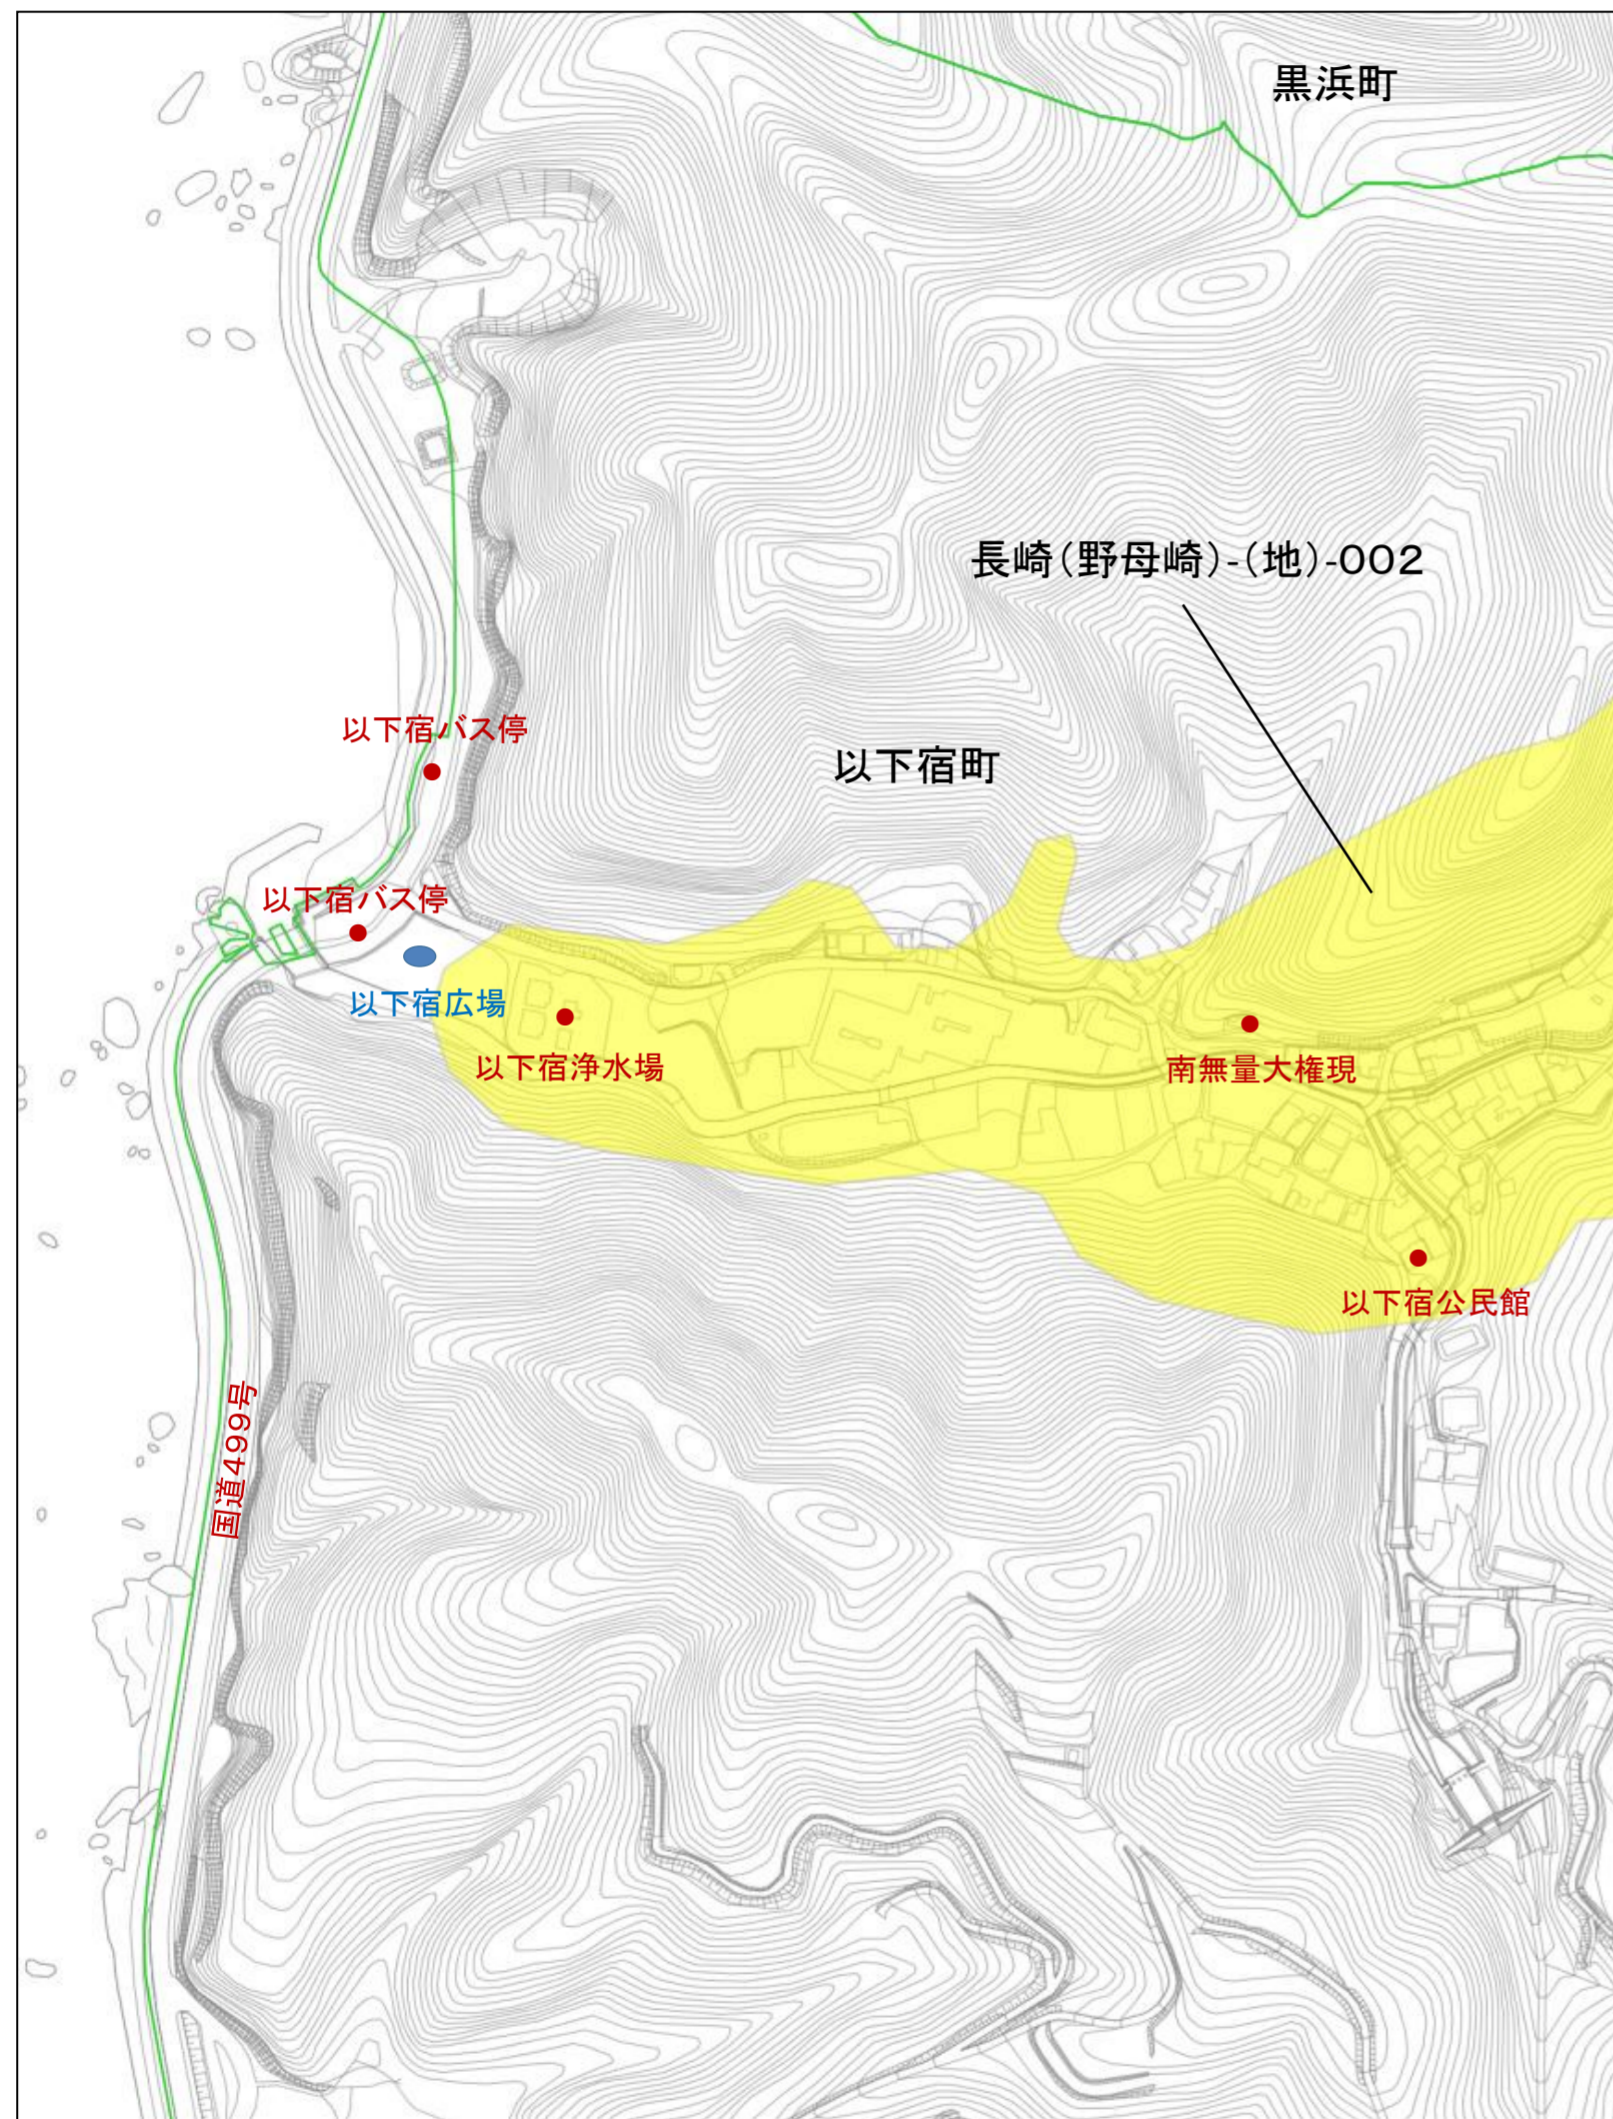 黒浜町
長崎(野母崎)-(地)-002
以下宿バス停
以下宿町
以下宿バス停
以下宿広場
以下宿浄水場
南無量大権現
以下宿公民館
国道499号